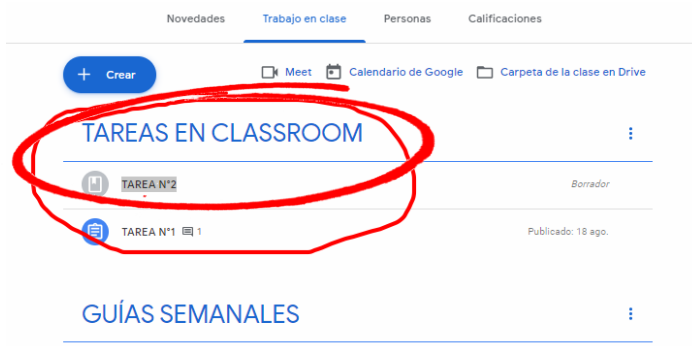 Novedades Trabajo en clase Personas Calificaciones
+ Crear Meet Calendario de Google Carpeta de la clase en Drive
TAREAS EN CLASSROOM
TAREA N°2 Borrador
TAREA N°1 1 Publicado: 18 ago.
GUÍAS SEMANALES